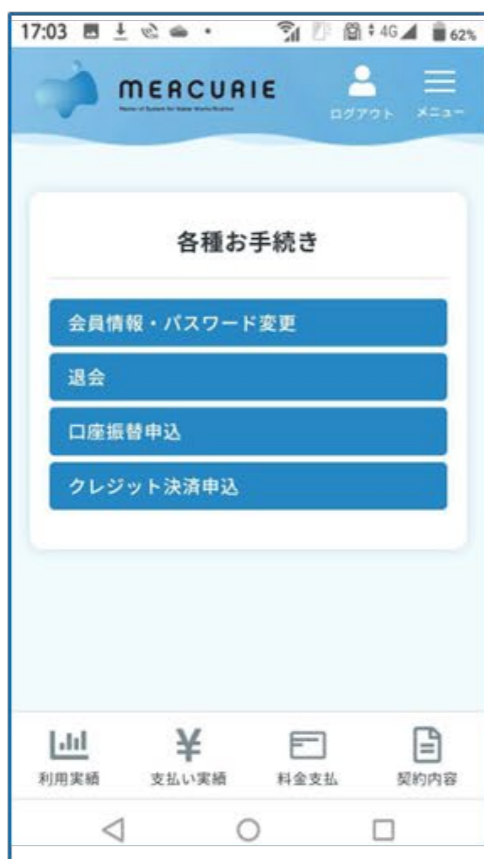 17:03
4G
62%
MERCURIE
ログアウト
メニュー
各種お手続き
会員情報・パスワード変更
退会
口座振替申込
クレジット決済申込
利用実績
支払い実績
料金支払
契約内容